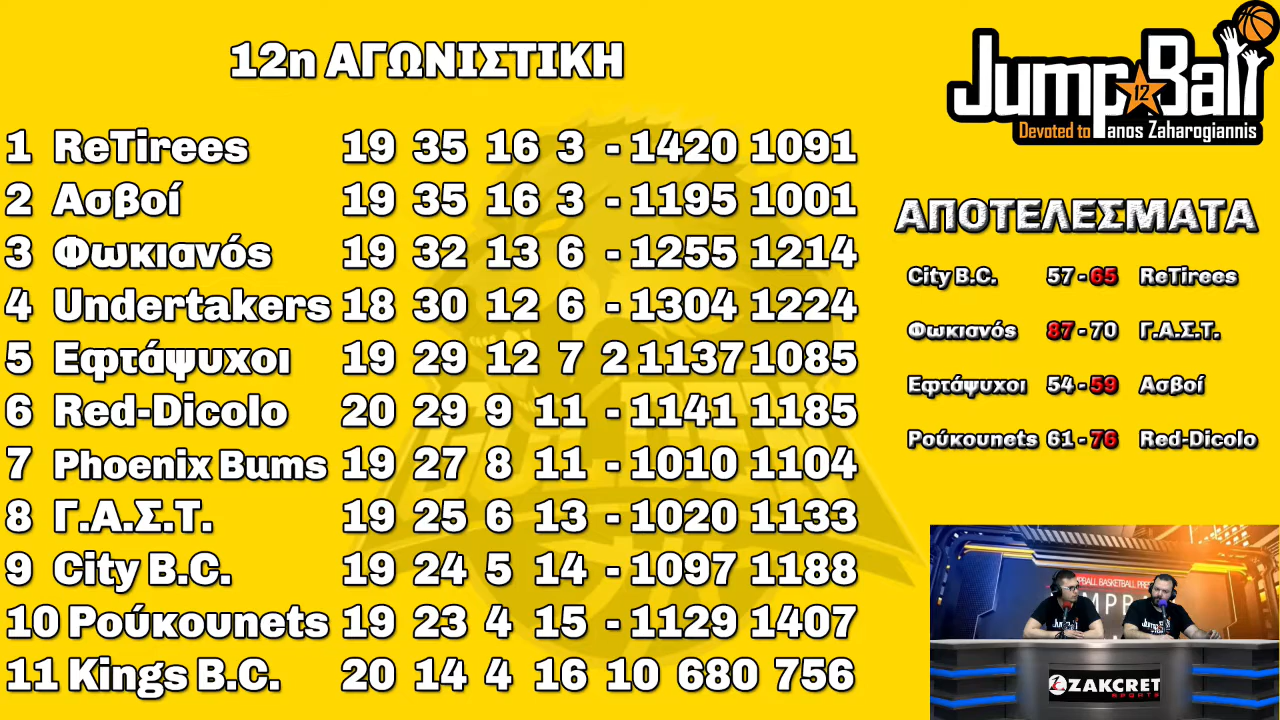 12η ΑΓΩΝΙΣΤΙΚΗ
1 ReTirees 19 35 16 3 - 1420 1091
2 Ασβοί 19 35 16 3 - 1195 1001
3 Φωκιανός 19 32 13 6 - 1255 1214
4 Undertakers 18 30 12 6 - 1304 1224
5 Εφτάψυχοι 19 29 12 7 2 1137 1085
6 Red-Dicolo 20 29 9 11 - 1141 1185
7 Phoenix Bums 19 27 8 11 - 1010 1104
8 Γ.Α.Σ.Τ. 19 25 6 13 - 1020 1133
9 City B.C. 19 24 5 14 - 1097 1188
10 Ρούκουnets 19 23 4 15 - 1129 1407
11 Kings B.C. 20 14 4 16 10 680 756
Jump 12 Ball
Devoted to Panos Zaharogiannis
ΑΠΟΤΕΛΕΣΜΑΤΑ
City B.C. 57 - 65 ReTirees
Φωκιανός 87 - 70 Γ.Α.Σ.Τ.
Εφτάψυχοι 54 - 59 Ασβοί
Ρούκουnets 61 - 76 Red-Dicolo
ZAKCRET
SPORTS